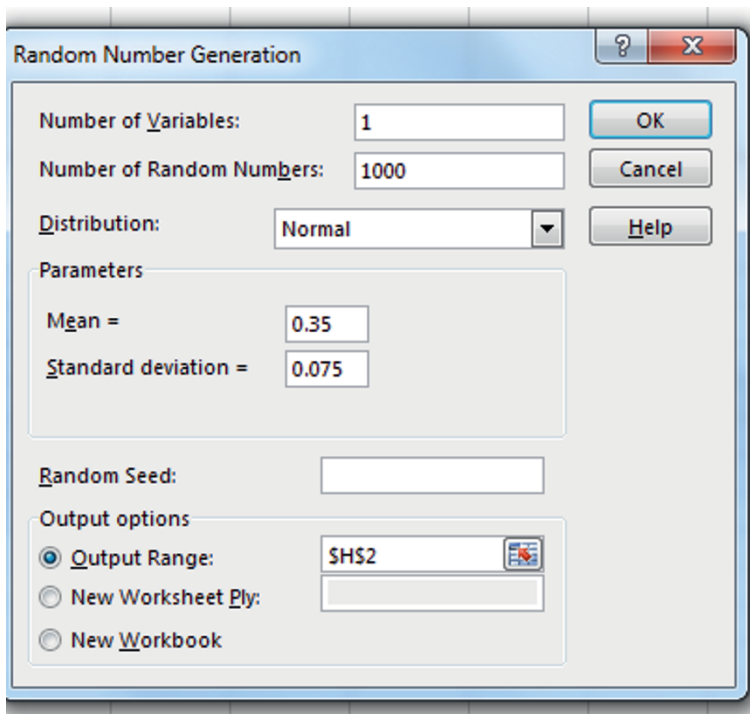 Random Number Generation
Number of Variables: 1
OK
Number of Random Numbers: 1000
Cancel
Distribution: Normal
Help
Parameters
Mean = 0.35
Standard deviation = 0.075
Random Seed:
Output options
Output Range: $H$2
New Worksheet Ply:
New Workbook